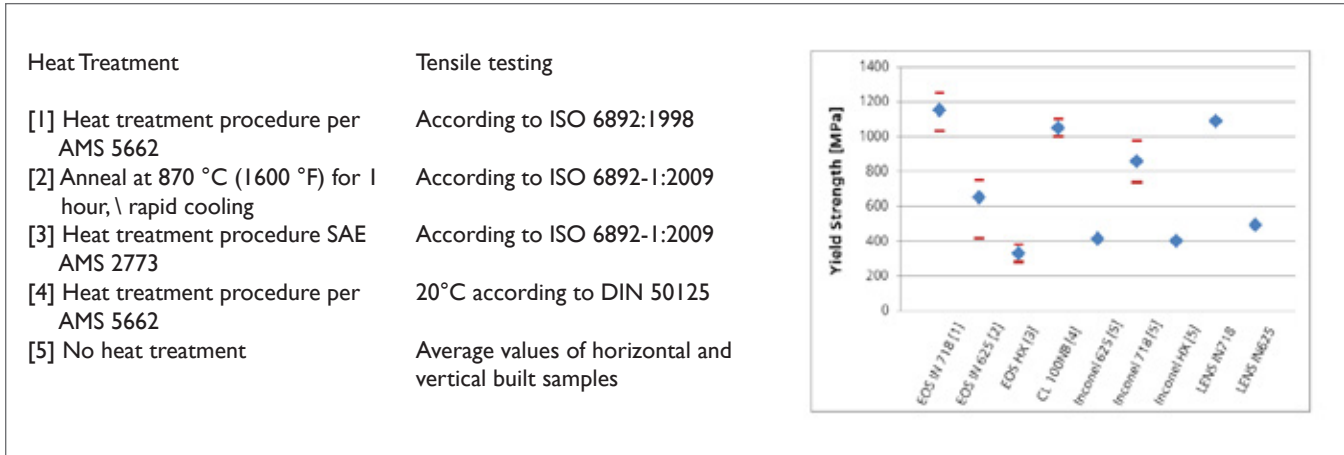 Heat Treatment
Tensile testing
[1] Heat treatment procedure per
AMS 5662
According to ISO 6892:1998
[2] Anneal at 870 °C (1600 °F) for 1
hour, \ rapid cooling
According to ISO 6892-1:2009
[3] Heat treatment procedure SAE
AMS 2773
According to ISO 6892-1:2009
[4] Heat treatment procedure per
AMS 5662
20°C according to DIN 50125
[5] No heat treatment
Average values of horizontal and
vertical built samples
Yield Strength [MPa]
1400
1200
1000
800
600
400
200
0
EOS IN 718 [1]
EOS IN 625 [2]
EOS HX [3]
CL 100NB [4]
Inconel 625 [5]
Inconel 718 [5]
Inconel HX [5]
LENS IN718
LENS IN625